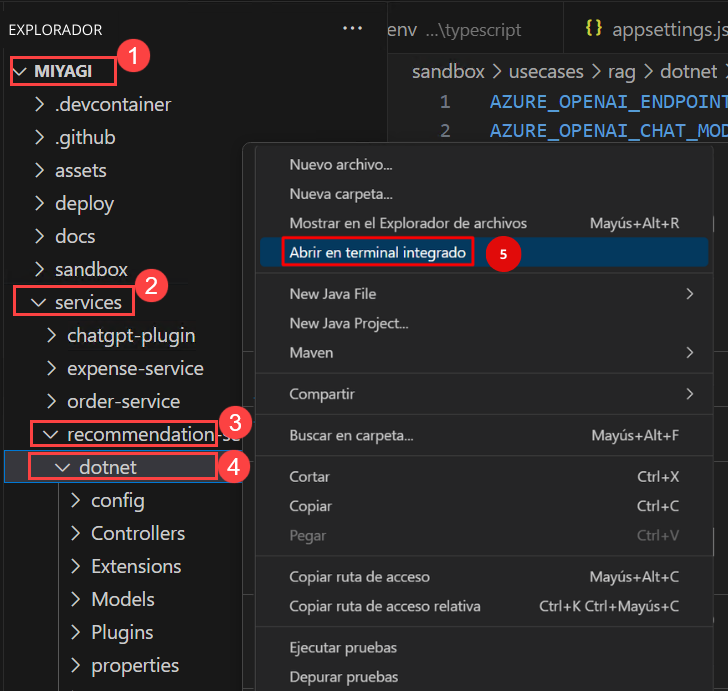 EXPLORADOR
...
MIYAGI
1
.devcontainer
.github
assets
deploy
docs
sandbox
services
2
chatgpt-plugin
expense-service
order-service
recommendation-se
3
dotnet
4
config
Controllers
Extensions
Models
Plugins
properties
env ...\typescript
{} appsettings.js
sandbox > usecases > rag > dotnet >
1 AZURE_OPENAI_ENDPOINT
2 AZURE_OPENAI_CHAT_MOD
Nuevo archivo...
Nueva carpeta...
Mostrar en el Explorador de archivos Mayús+Alt+R
Abrir en terminal integrado
5
New Java File
New Java Project...
Maven
Compartir
Buscar en carpeta... Mayús+Alt+F
Cortar Ctrl+X
Copiar Ctrl+C
Pegar Ctrl+V
Copiar ruta de acceso Mayús+Alt+C
Copiar ruta de acceso relativa Ctrl+K Ctrl+Mayús+C
Ejecutar pruebas
Depurar pruebas